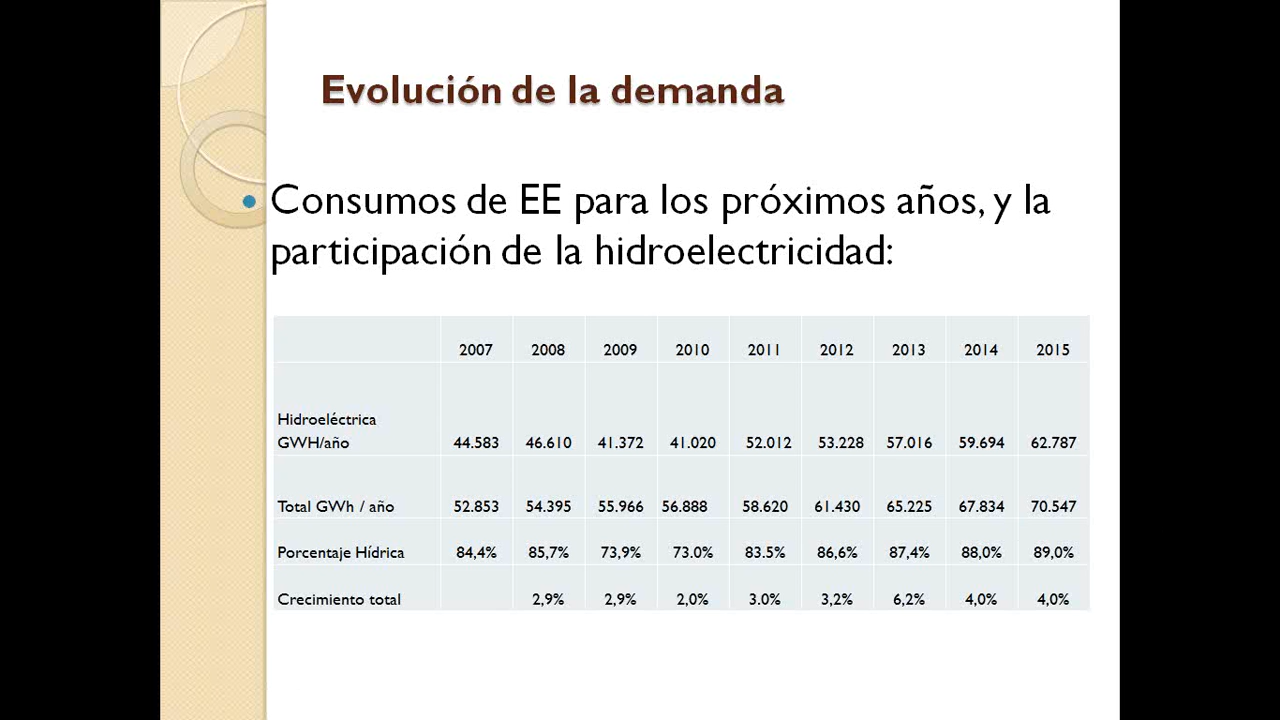 Evolución de la demanda
Consumos de EE para los próximos años, y la
participación de la hidroelectricidad:
2007 2008 2009 2010 2011 2012 2013 2014 2015
Hidroeléctrica
GWH/año 44.583 46.610 41.372 41.020 52.012 53.228 57.016 59.694 62.787
Total GWh / año 52.853 54.395 55.966 56.888 58.620 61.430 65.225 67.834 70.547
Porcentaje Hídrica 84,4% 85,7% 73,9% 73.0% 83.5% 86,6% 87,4% 88,0% 89,0%
Crecimiento total 2,9% 2,9% 2,0% 3.0% 3,2% 6,2% 4,0% 4,0%